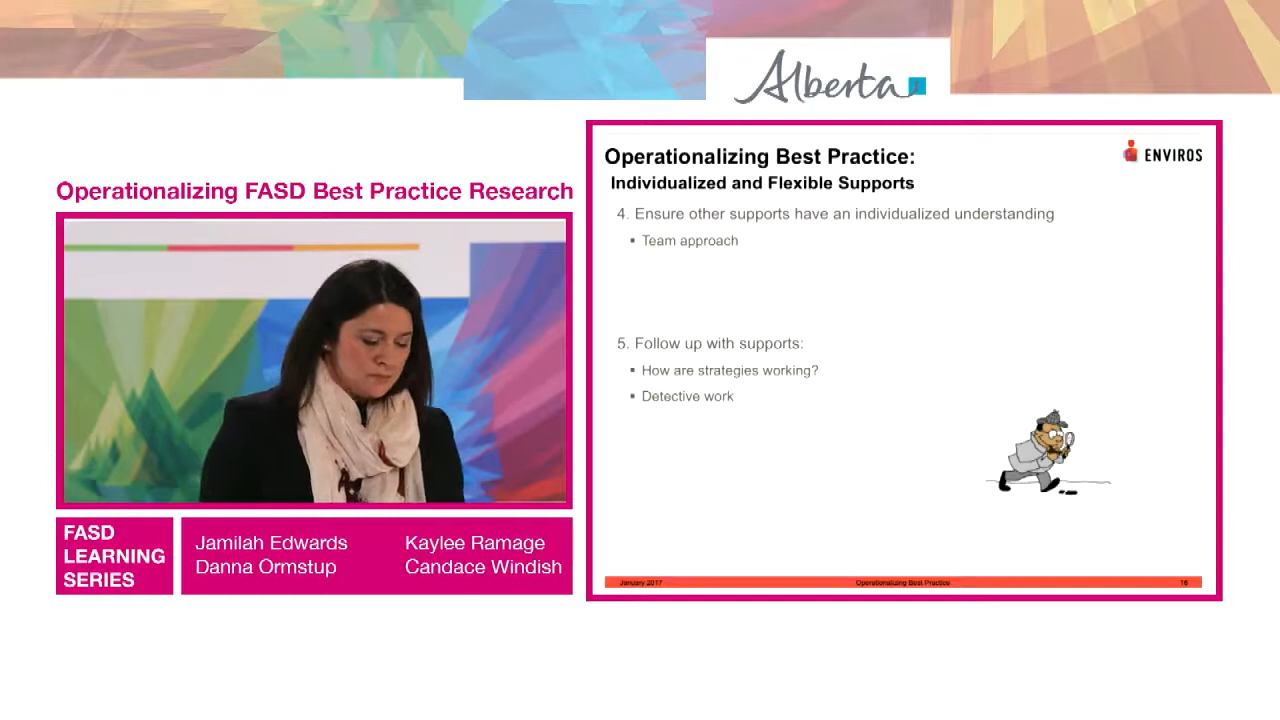 Alberta
Operationalizing FASD Best Practice Research
FASD
LEARNING
SERIES
Jamilah Edwards
Danna Ormstup
Kaylee Ramage
Candace Windish
ENVIROS
Operationalizing Best Practice:
Individualized and Flexible Supports
4. Ensure other supports have an individualized understanding
▪ Team approach
5. Follow up with supports:
▪ How are strategies working?
▪ Detective work
January 2017
Operationalizing Best Practice
16